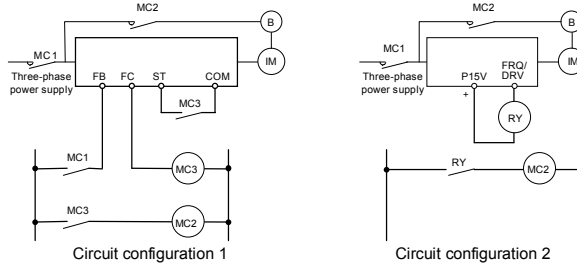 MC2
B
MC1
IM
Three-phase
power supply
FB
FC
ST
COM
MC3
MC1
MC3
MC3
MC2
Circuit configuration 1
MC2
B
MC1
IM
Three-phase
power supply
P15V
FRQ/
DRV
+
RY
RY
MC2
Circuit configuration 2